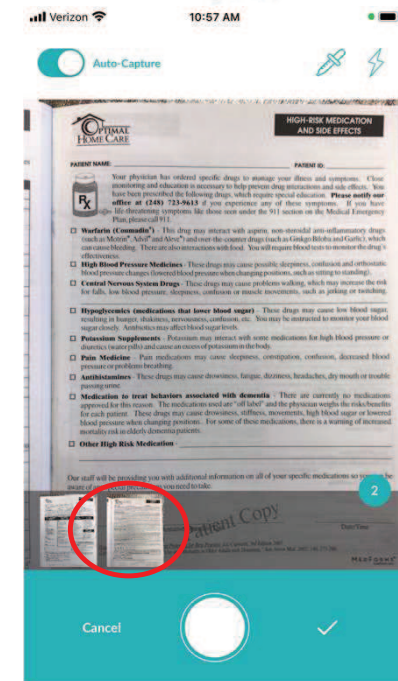 Verizon
10:57 AM
Auto-Capture
OPTIMAL
HOME CARE
HIGH-RISK MEDICATION
AND SIDE EFFECTS
PATIENT NAME:
PATIENT ID:
Your physician has ordered specific drugs to manage your illness and symptoms. Close
monitoring and education is necessary to help prevent drug interactions and side effects. You
have been prescribed the following drugs, which require special education. Please notify our
office at (248) 723-9613 if you experience any of these symptoms. If you have
life-threatening symptoms like those seen under the 911 section on the Medical Emergency
Plan, please call 911.
Rx
Warfarin (Coumadin®) - This drug may interact with aspirin, non-steroidal anti-inflammatory drugs
(such as Motrin®, Advil® and Aleve®) and over-the-counter drugs (such as Ginkgo Biloba and Garlic), which
can cause bleeding. There are also interactions with food. You will require blood tests to monitor the drug's
effectiveness.
High Blood Pressure Medicines - These drugs may cause possible sleepiness, confusion and orthostatic
blood pressure changes (lowered blood pressure when changing positions, such as sitting to standing).
Central Nervous System Drugs - These drugs may cause problems walking, which may increase the risk
for falls, low blood pressure, sleepiness, confusion or muscle movements, such as jerking or twitching.
Hypoglycemics (medications that lower blood sugar) - These drugs may cause low blood sugar,
resulting in hunger, shakiness, nervousness, confusion, etc. You may be instructed to monitor your blood
sugar closely. Antibiotics may affect blood sugar levels.
Potassium Supplements - Potassium may interact with some medications for high blood pressure or
diuretics (water pills) and cause an excess of potassium in the body.
Pain Medicine - Pain medications may cause sleepiness, constipation, confusion, decreased blood
pressure or problems breathing.
Antihistamines - These drugs may cause drowsiness, fatigue, dizziness, headaches, dry mouth or trouble
passing urine.
Medication to treat behaviors associated with dementia - There are currently no medications
approved for this reason. The medications used are "off label" and the physician weighs the risks/benefits
for each patient. These drugs may cause drowsiness, stiffness, movements, high blood sugar or lowered
blood pressure when changing positions. For some of these medications, there is a warning of increased
mortality risk in elderly dementia patients.
Other High Risk Medication
Our staff will be providing you with additional information on all of your specific medications so you can be
aware of any special precautions you need to take.
2
Patient Copy
Date/Time
MEDFORMS
Cancel